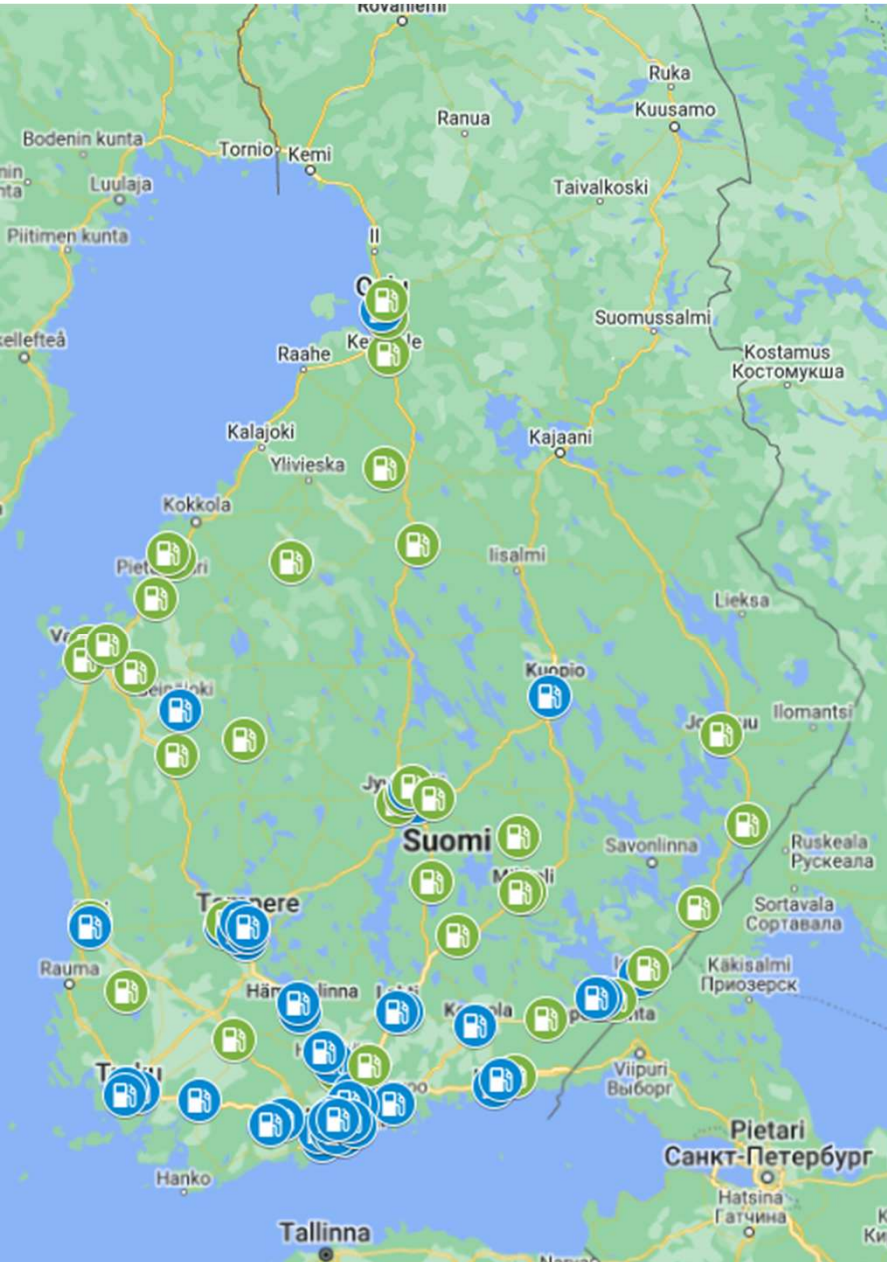 Rovaniemi
Ruka
Kuusamo
Ranua
Bodenin kunta
Tornio
Kemi
Taivalkoski
Luulaja
Piitimen kunta
II
Suomussalmi
Raahe
Kostamus
Костомукша
Kalajoki
Kajaani
Ylivieska
Kokkola
Iisalmi
Lieksa
Kuopio
Ilomantsi
Suomi
Savonlinna
Ruskeala
Рускеала
Tampere
Sortavala
Сортавала
Rauma
Käkisalmi
Приозерск
Viipuri
Выборг
Pietari
Санкт-Петербург
Hanko
Hatsina
Гатчина
Tallinna